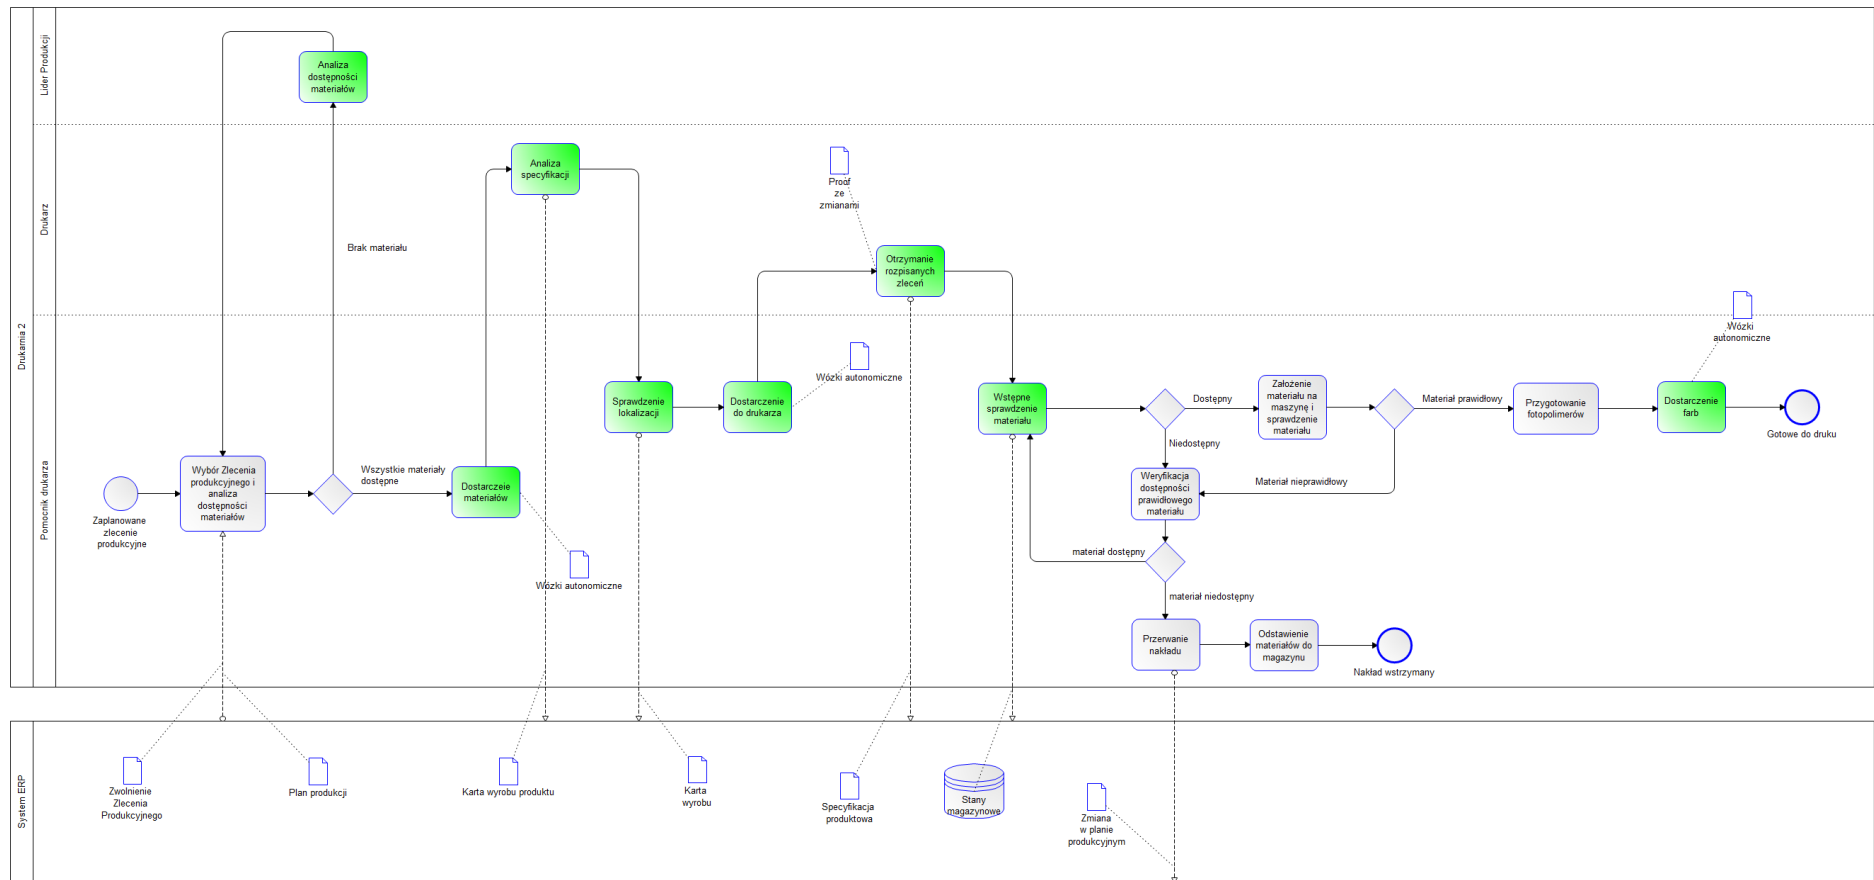 Lider Produkcji
Analiza
dostępności
materiałów
Drukarz
Analiza
specyfikacji
Proof
ze
zmianami
Brak materiału
Otrzymanie
rozpisanych
zleceń
Drukarnia 2
Pomocnik drukarza
Wózki
autonomiczne
Wózki autonomiczne
Sprawdzenie
lokalizacji
Dostarczenie
do drukarza
Wstępne
sprawdzenie
materiału
Dostępny
Założenie
materiału na
maszynę i
sprawdzenie
materiału
Materiał prawidłowy
Przygotowanie
fotopolimerów
Dostarczenie
farb
Gotowe do druku
Niedostępny
Zaplanowane
zlecenie
produkcyjne
Wybór Zlecenia
produkcyjnego i
analiza
dostępności
materiałów
Wszystkie materiały
dostępne
Dostarczeie
materiałów
Weryfikacja
dostępności
prawidłowego
materiału
Materiał nieprawidłowy
materiał dostępny
Wózki autonomiczne
materiał niedostępny
Przerwanie
nakładu
Odstawienie
materiałów do
magazynu
Nakład wstrzymany
System ERP
Zwolnienie
Zlecenia
Produkcyjnego
Plan produkcji
Karta wyrobu produktu
Karta
wyrobu
Specyfikacja
produktowa
Stany
magazynowe
Zmiana
w planie
produkcyjnym